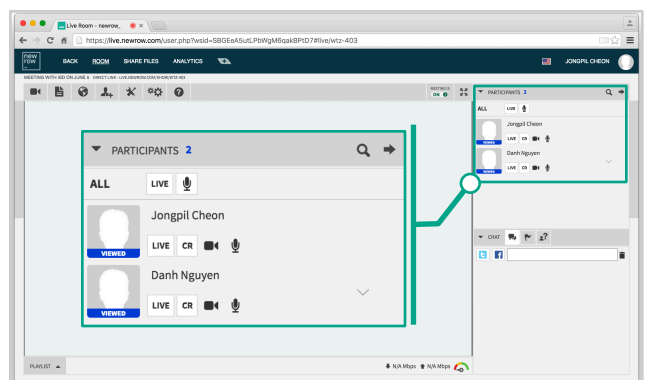 Live Room - newrow_
https://live.newrow.com/user.php?wsid=SBGEeA5utLPbWgM6qakBPtD7#live/wtz-403
new
row
BACK ROOM SHARE FILES ANALYTICS JONGPIL CHEON
MEETING WITH ISD ON JUNE 5 DIRECT LINK - LIVE.NEWROW.COM/SHOW/WTZ-403
MEETING IS
ON
PARTICIPANTS 2
ALL LIVE
Jongpil Cheon
LIVE CR
VIEWED
Danh Nguyen
LIVE CR
VIEWED
PARTICIPANTS 2
ALL LIVE
Jongpil Cheon
LIVE CR
VIEWED
Danh Nguyen
LIVE CR
VIEWED
CHAT
PLAYLIST
N/A Mbps N/A Mbps